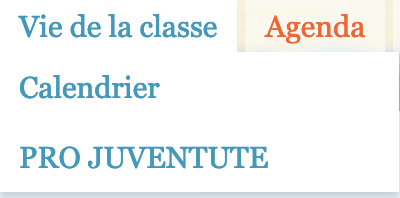 Vie de la classe Agenda
Calendrier
PRO JUVENTUTE